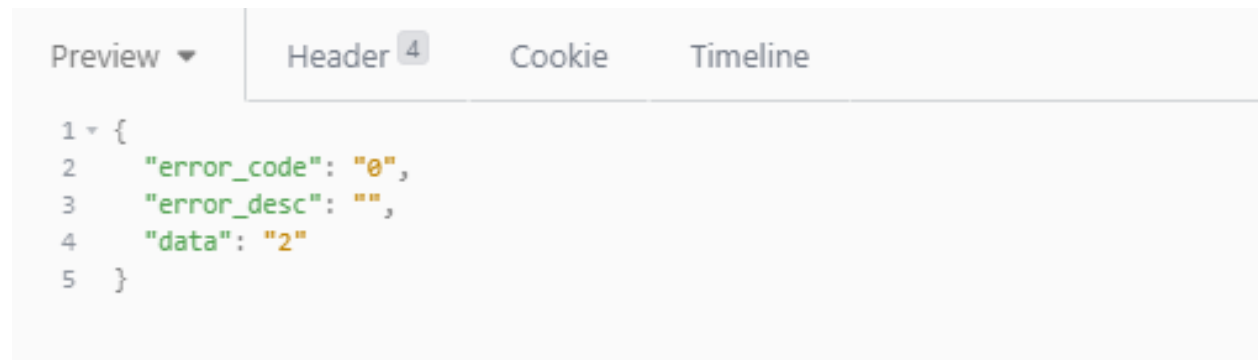 Preview Header 4 Cookie Timeline
1 {
2 "error_code": "0",
3 "error_desc": "",
4 "data": "2"
5 }